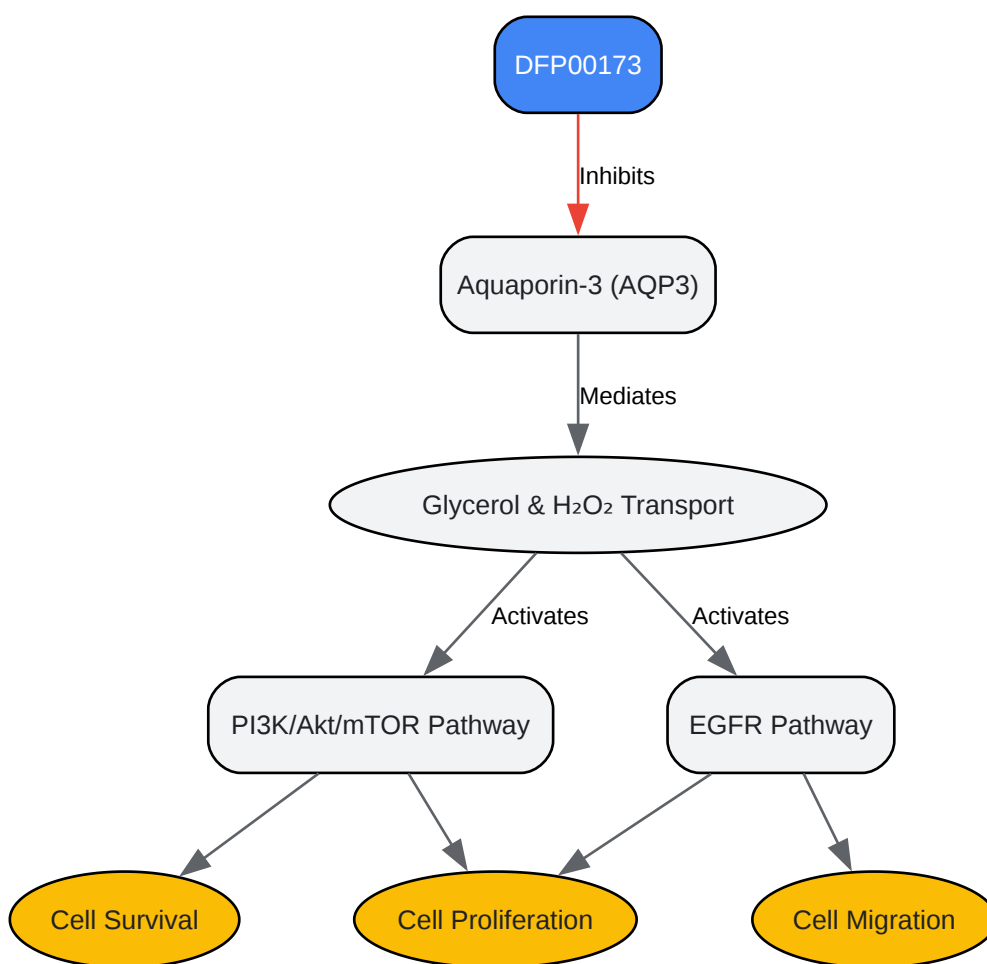 DFP00173
Inhibits
Aquaporin-3 (AQP3)
Mediates
Glycerol & H₂O₂ Transport
Activates
Activates
PI3K/Akt/mTOR Pathway
EGFR Pathway
Cell Survival
Cell Proliferation
Cell Migration